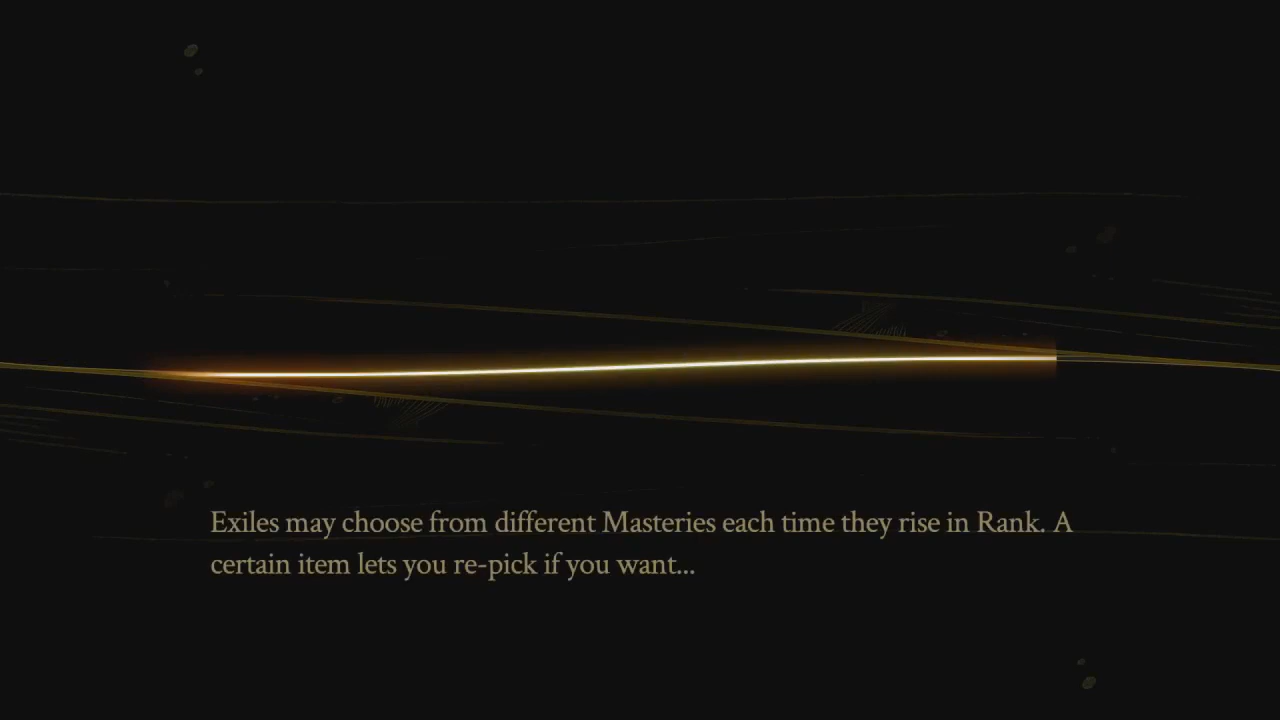 Exiles may choose from different Masteries each time they rise in Rank. A
certain item lets you re-pick if you want...